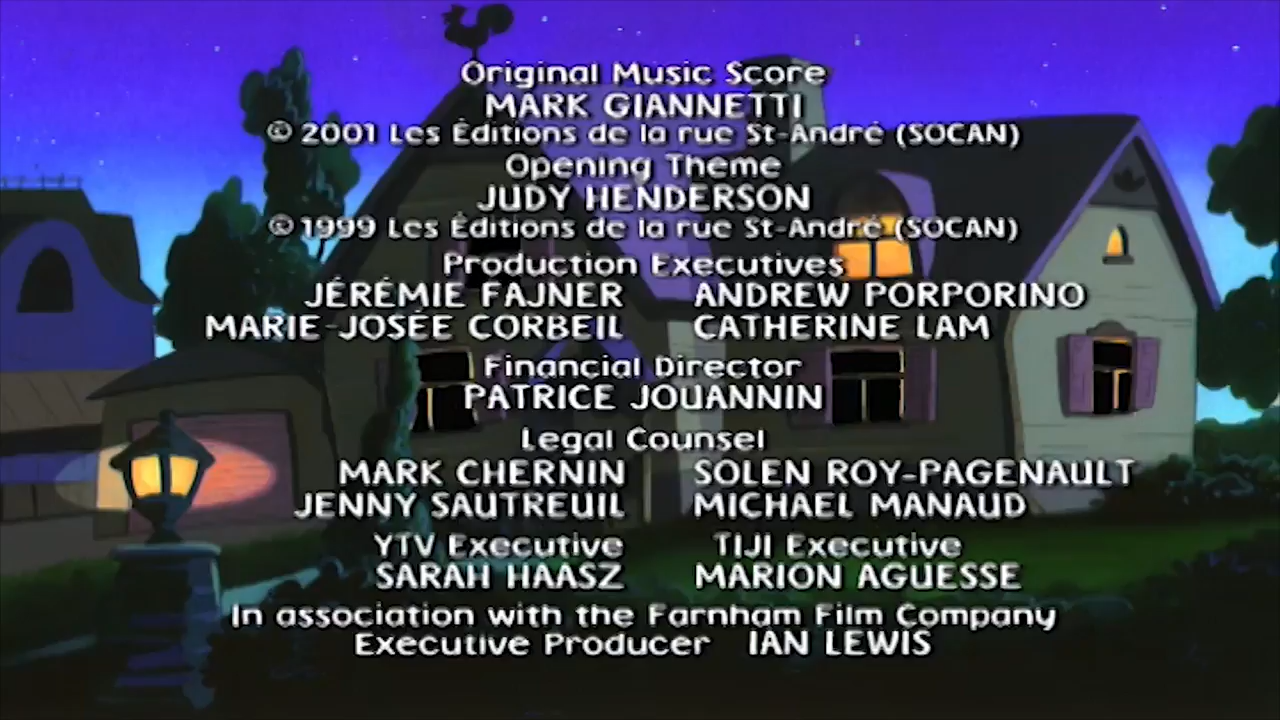 Original Music Score
MARK GIANNETTI
© 2001 Les Éditions de la rue St-André (SOCAN)
Opening Theme
JUDY HENDERSON
© 1999 Les Éditions de la rue St-André (SOCAN)
Production Executives
JÉRÉMIE FAJNER ANDREW PORPORINO
MARIE-JOSÉE CORBEIL CATHERINE LAM
Financial Director
PATRICE JOUANNIN
Legal Counsel
MARK CHERNIN SOLEN ROY-PAGENAULT
JENNY SAUTREUIL MICHAEL MANAUD
YTV Executive TIJI Executive
SARAH HAASZ MARION AGUESSE
In association with the Farnham Film Company
Executive Producer IAN LEWIS